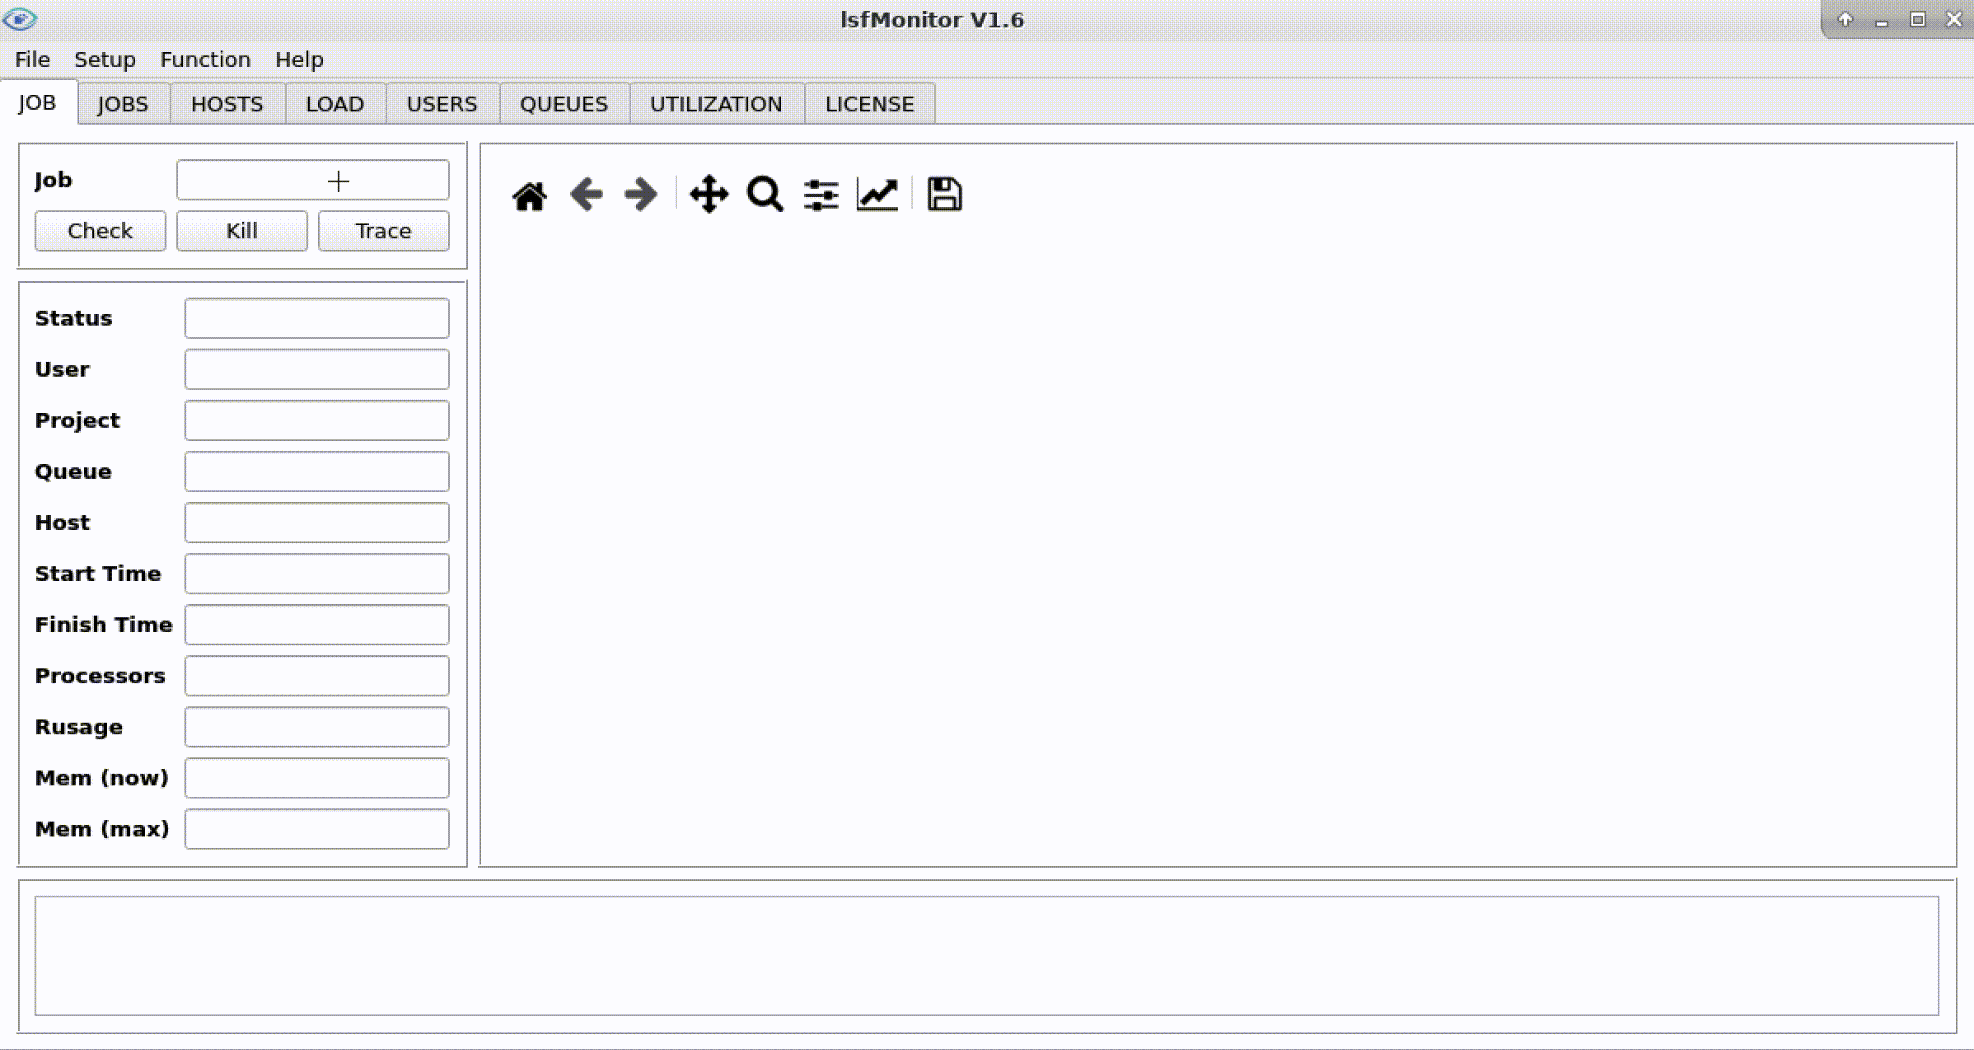 lsfMonitor V1.6
File Setup Function Help
JOB JOBS HOSTS LOAD USERS QUEUES UTILIZATION LICENSE
Job
Check Kill Trace
Status
User
Project
Queue
Host
Start Time
Finish Time
Processors
Rusage
Mem (now)
Mem (max)